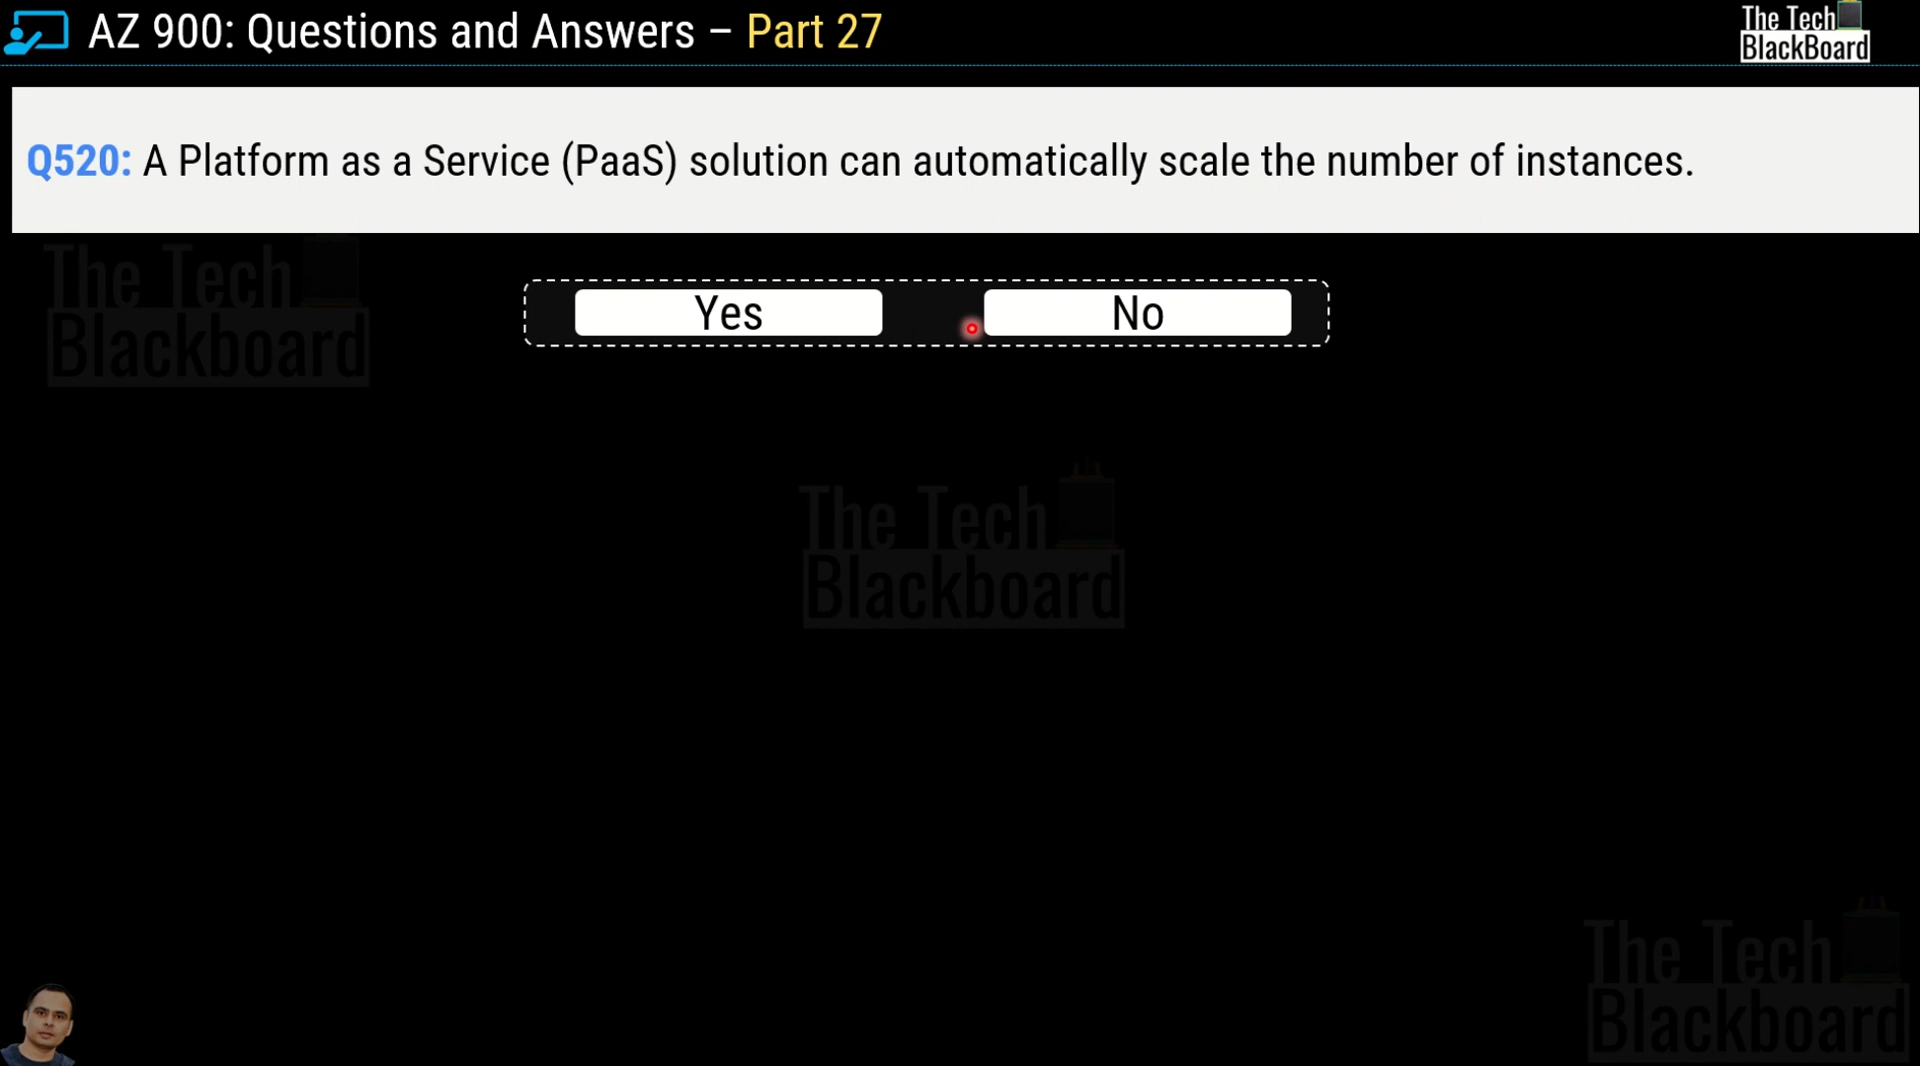 AZ 900: Questions and Answers – Part 27
The Tech
BlackBoard
Q520: A Platform as a Service (PaaS) solution can automatically scale the number of instances.
The Tech
Blackboard
Yes
No
The Tech
Blackboard
The Tech
Blackboard